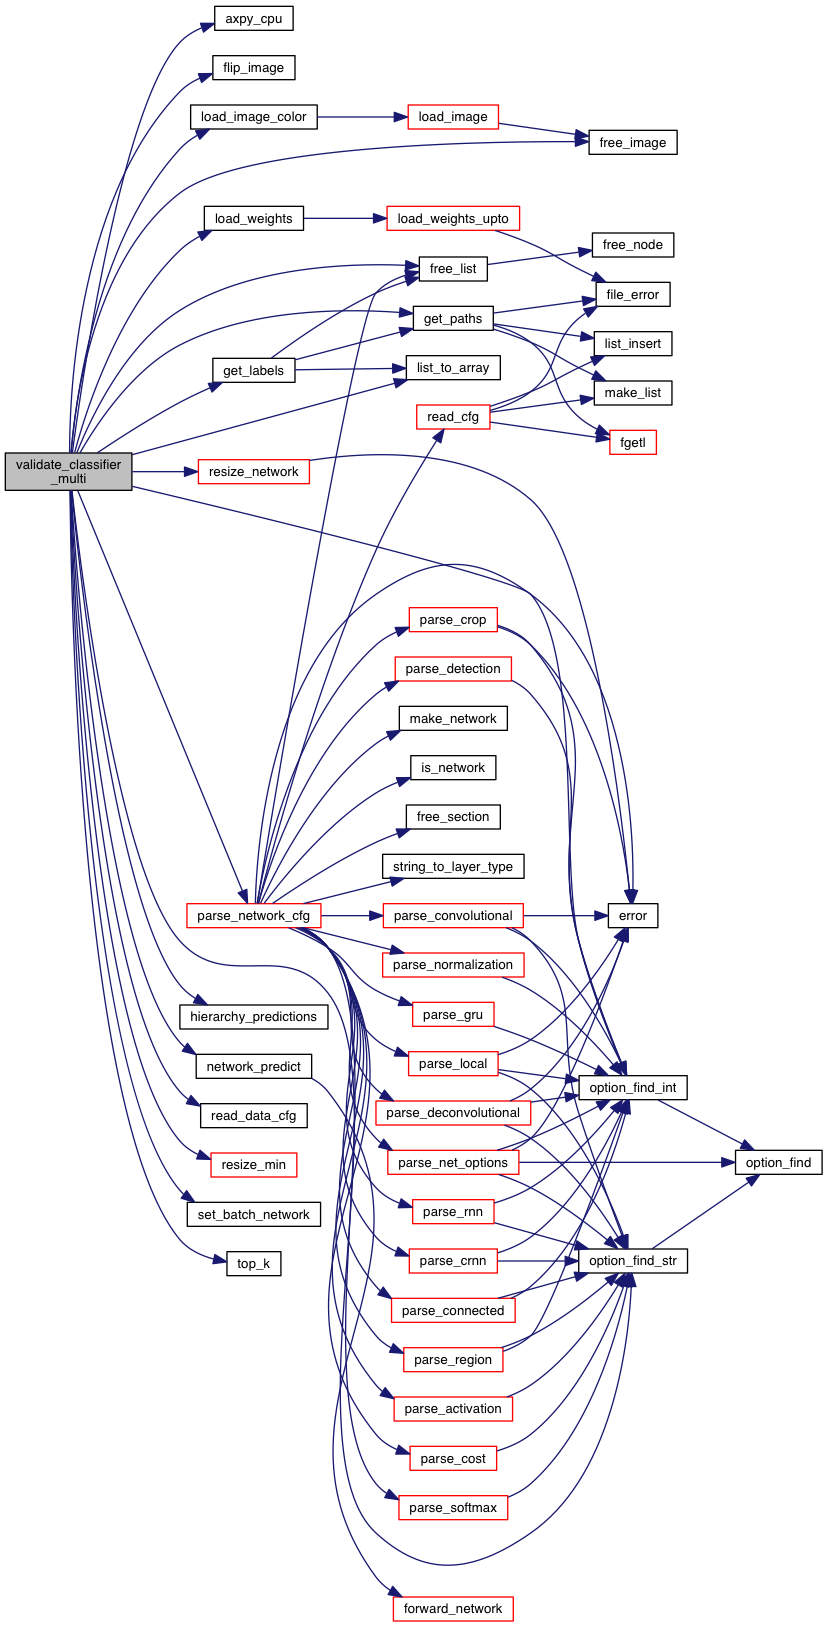 axpy_cpu
flip_image
load_image_color
load_image
free_image
load_weights
load_weights_upto
free_node
free_list
file_error
get_paths
list_insert
get_labels
list_to_array
make_list
read_cfg
fgetl
validate_classifier
_multi
resize_network
parse_crop
parse_detection
make_network
is_network
free_section
string_to_layer_type
parse_network_cfg
parse_convolutional
error
parse_normalization
hierarchy_predictions
parse_gru
network_predict
parse_local
option_find_int
read_data_cfg
parse_deconvolutional
resize_min
parse_net_options
option_find
set_batch_network
parse_rnn
top_k
parse_crnn
option_find_str
parse_connected
parse_region
parse_activation
parse_cost
parse_softmax
forward_network